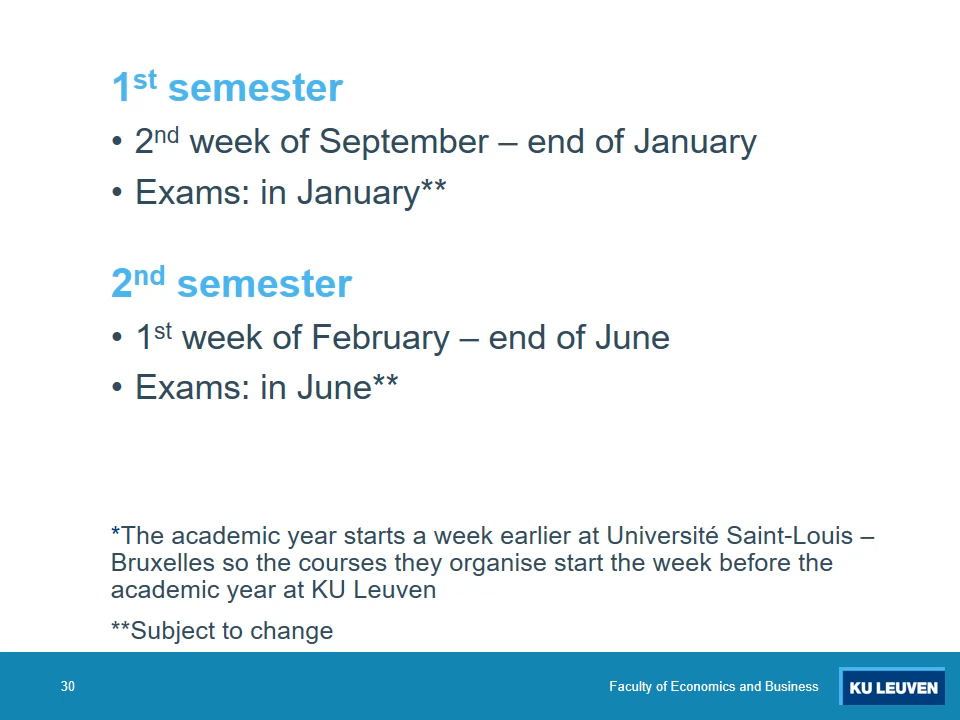 1st semester
• 2nd week of September – end of January
• Exams: in January**
2nd semester
• 1st week of February – end of June
• Exams: in June**
*The academic year starts a week earlier at Université Saint-Louis –
Bruxelles so the courses they organise start the week before the
academic year at KU Leuven
**Subject to change
30
Faculty of Economics and Business
KU LEUVEN